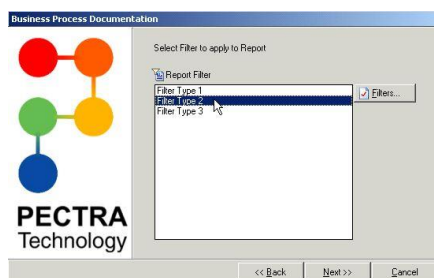 Business Process Documentation
Select Filter to apply to Report
Report Filter
Filter Type 1
Filter Type 2
Filter Type 3
Filters...
PECTRA
Technology
<< Back
Next >>
Cancel